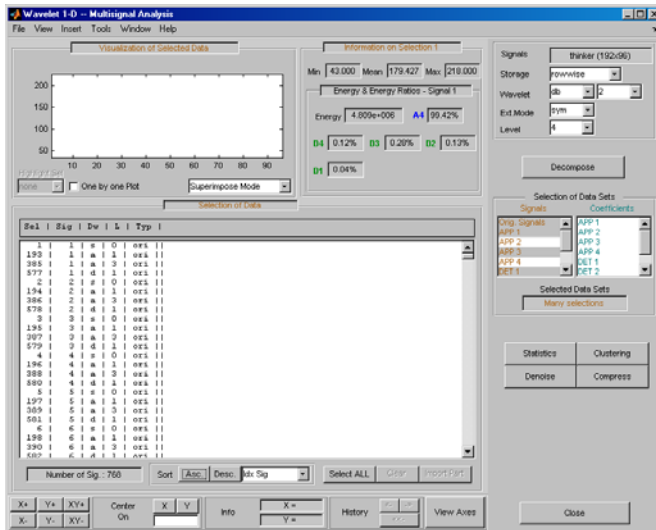 Wavelet 1-D -- Multisignal Analysis
File View Insert Tools Window Help
Visualization of Selected Data
200
150
100
50
10 20 30 40 50 60 70 80 90
Highlight Sel
none
One by one Plot
Superimpose Mode
Information on Selection 1
Min 43.000 Mean 179.427 Max 218.000
Energy & Energy Ratios - Signal 1
Energy 4.809e+006 A4 99.42%
D4 0.12% D3 0.28% D2 0.13%
D1 0.04%
Selection of Data
Sel | Sig | Dw | L | Typ |
1 | 1 | s | 0 | ori ||
193 | 1 | a | 1 | ori ||
385 | 1 | a | 3 | ori ||
577 | 1 | d | 1 | ori ||
2 | 2 | s | 0 | ori ||
194 | 2 | a | 1 | ori ||
386 | 2 | a | 3 | ori ||
578 | 2 | d | 1 | ori ||
3 | 3 | s | 0 | ori ||
195 | 3 | a | 1 | ori ||
387 | 3 | a | 3 | ori ||
579 | 3 | d | 1 | ori ||
4 | 4 | s | 0 | ori ||
196 | 4 | a | 1 | ori ||
388 | 4 | a | 3 | ori ||
580 | 4 | d | 1 | ori ||
5 | 5 | s | 0 | ori ||
197 | 5 | a | 1 | ori ||
389 | 5 | a | 3 | ori ||
581 | 5 | d | 1 | ori ||
6 | 6 | s | 0 | ori ||
198 | 6 | a | 1 | ori ||
390 | 6 | a | 3 | ori ||
582 | 6 | d | 1 | ori ||
Number of Sig.: 768
Sort Asc. Desc. Idx Sig
Select ALL Clear Import Part
X+ Y+ XY+
X- Y- XY-
Center On
X Y
Info
X =
Y =
History
<- ->
<<-
View Axes
Signals thinker (192x96)
Storage rowwise
Wavelet db 2
Ext.Mode sym
Level 4
Decompose
Selection of Data Sets
Signals
Orig. Signals
APP 1
APP 2
APP 3
APP 4
DET 1
Coefficients
APP 1
APP 2
APP 3
APP 4
DET 1
DET 2
Selected Data Sets
Many selections
Statistics Clustering
Denoise Compress
Close